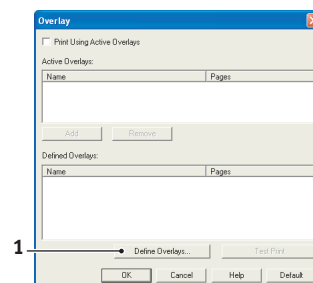 Overlay
Print Using Active Overlays
Active Overlays:
Name Pages
Add Remove
Defined Overlays:
Name Pages
1
Define Overlays... Test Print
OK Cancel Help Default